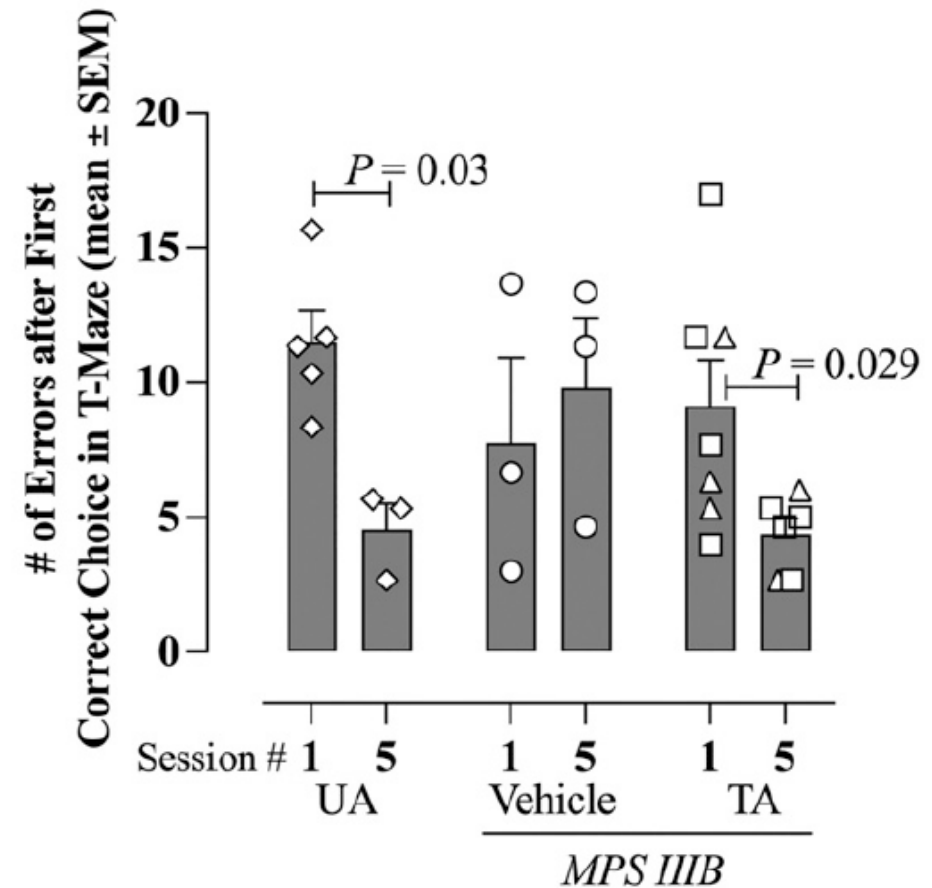 # of Errors after First
Correct Choice in T-Maze (mean ± SEM)
20
15
10
5
0
P = 0.03
P = 0.029
Session # 1 5 1 5 1 5
UA Vehicle TA
MPS IIIB